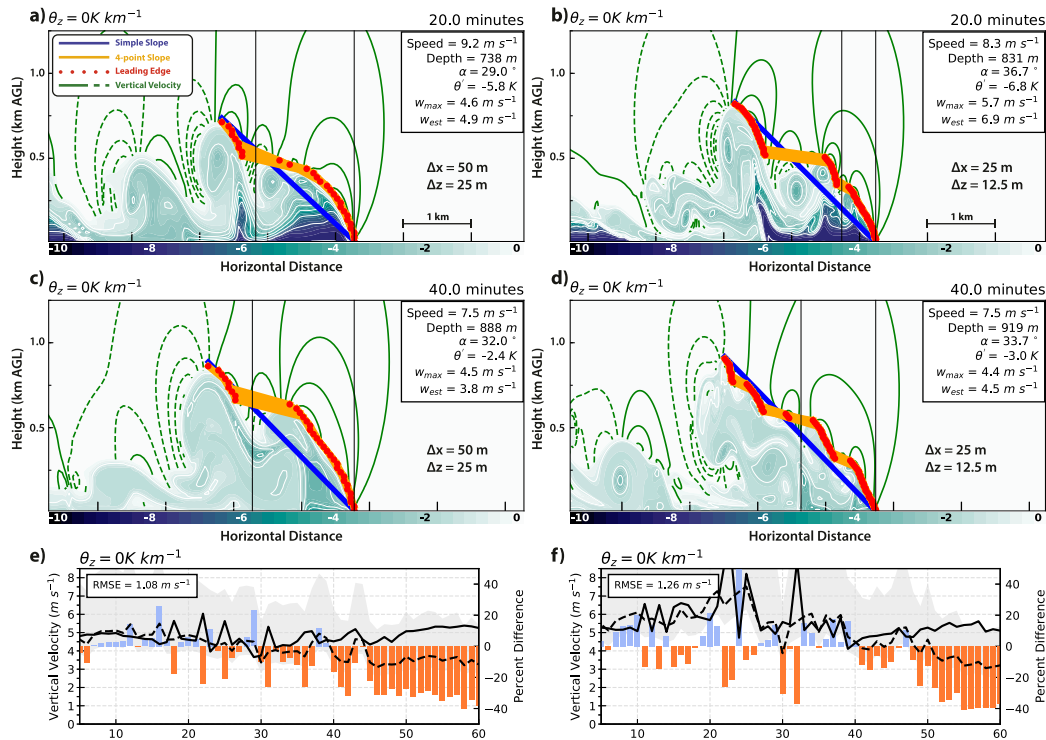 a) θz = 0K km⁻¹ 20.0 minutes
Simple Slope
4-point Slope
Leading Edge
Vertical Velocity
Speed = 9.2 m s⁻¹
Depth = 738 m
α = 29.0 °
θ′ = -5.8 K
wmax = 4.6 m s⁻¹
west = 4.9 m s⁻¹
Δx = 50 m
Δz = 25 m
1 km
1.0
0.5
Height (km AGL)
-10 -8 -6 -4 -2 0
Horizontal Distance
b) θz = 0K km⁻¹ 20.0 minutes
Speed = 8.3 m s⁻¹
Depth = 831 m
α = 36.7 °
θ′ = -6.8 K
wmax = 5.7 m s⁻¹
west = 6.9 m s⁻¹
Δx = 25 m
Δz = 12.5 m
1 km
1.0
0.5
Height (km AGL)
-10 -8 -6 -4 -2 0
Horizontal Distance
c) θz = 0K km⁻¹ 40.0 minutes
Speed = 7.5 m s⁻¹
Depth = 888 m
α = 32.0 °
θ′ = -2.4 K
wmax = 4.5 m s⁻¹
west = 3.8 m s⁻¹
Δx = 50 m
Δz = 25 m
1.0
0.5
Height (km AGL)
-10 -8 -6 -4 -2 0
Horizontal Distance
d) θz = 0K km⁻¹ 40.0 minutes
Speed = 7.5 m s⁻¹
Depth = 919 m
α = 33.7 °
θ′ = -3.0 K
wmax = 4.4 m s⁻¹
west = 4.5 m s⁻¹
Δx = 25 m
Δz = 12.5 m
1.0
0.5
Height (km AGL)
-10 -8 -6 -4 -2 0
Horizontal Distance
e) θz = 0K km⁻¹
RMSE = 1.08 m s⁻¹
8
7
6
5
4
3
2
1
0
Vertical Velocity (m s⁻¹)
40
20
0
−20
−40
Percent Difference
10 20 30 40 50 60
f) θz = 0K km⁻¹
RMSE = 1.26 m s⁻¹
8
7
6
5
4
3
2
1
0
Vertical Velocity (m s⁻¹)
40
20
0
−20
−40
Percent Difference
10 20 30 40 50 60